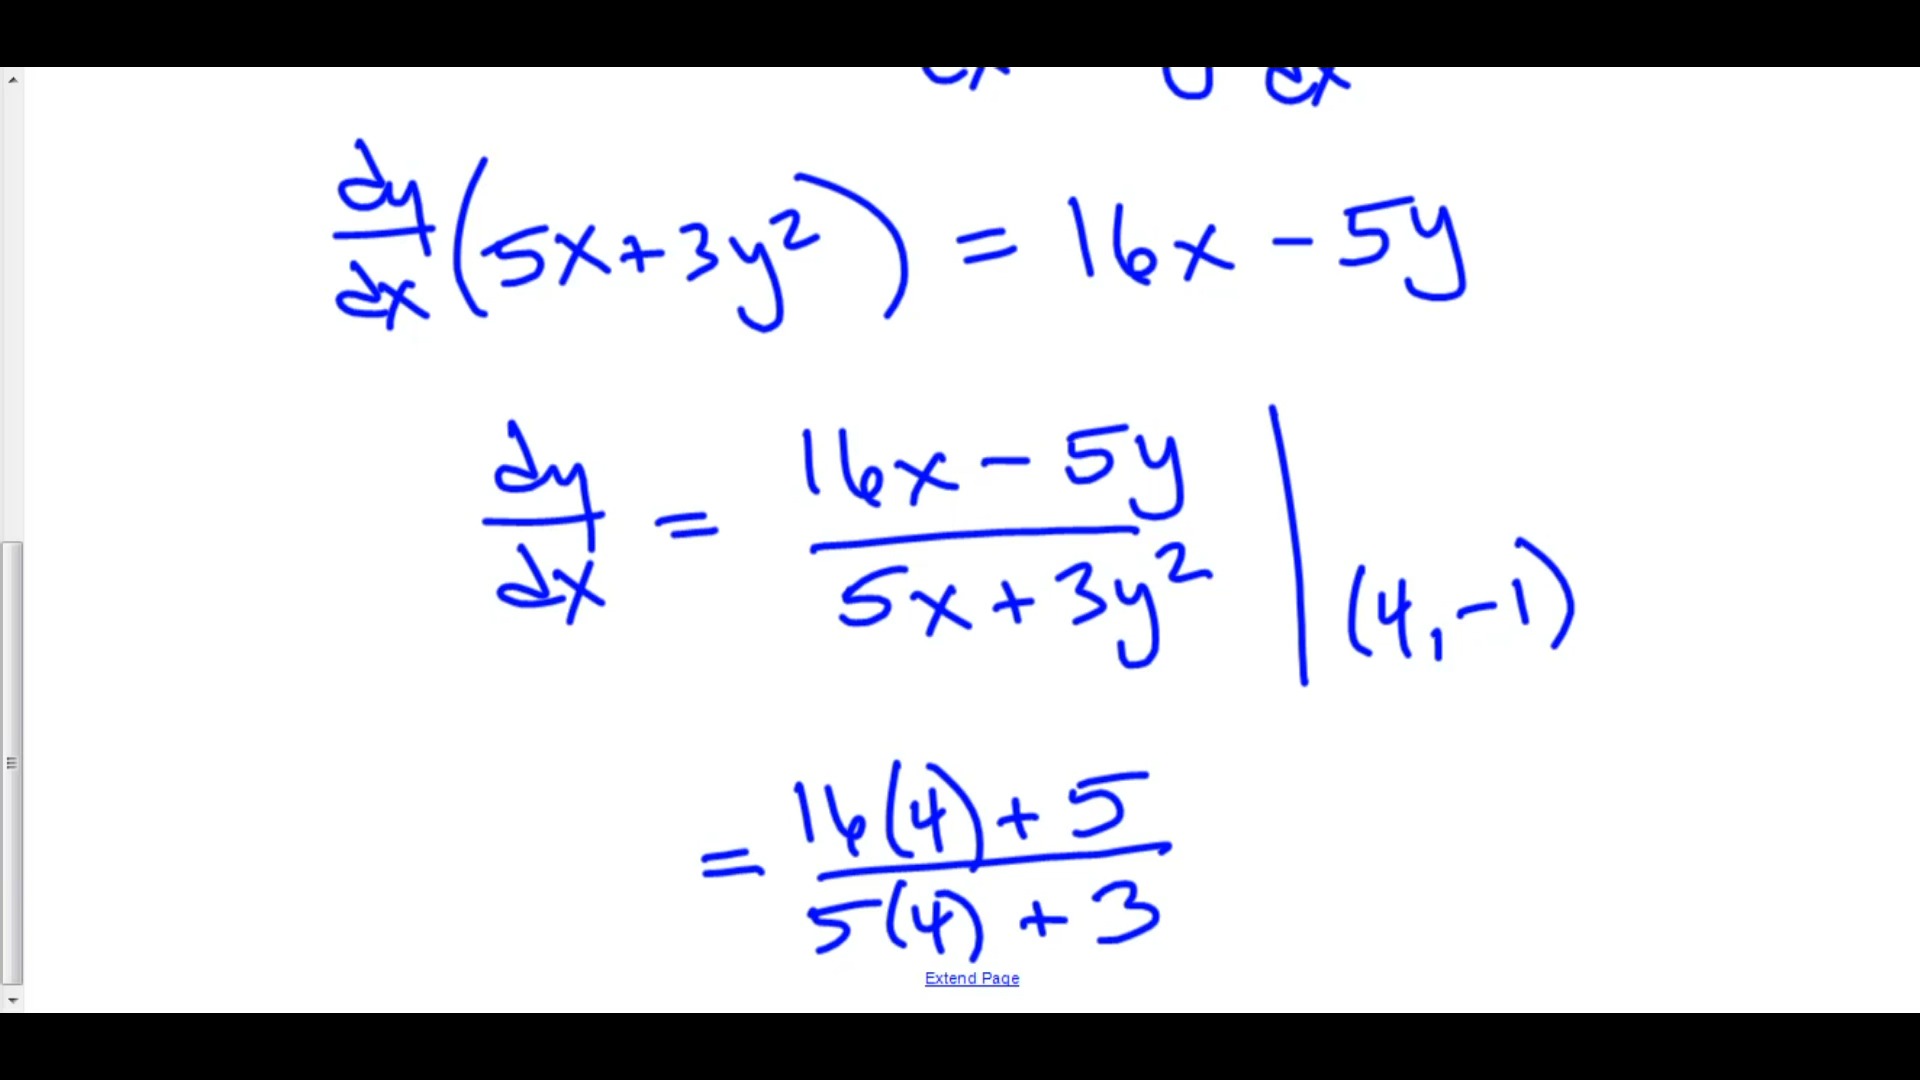 dy/dx (5x+3y²) = 16x - 5y
dy/dx = (16x - 5y)/(5x + 3y²) | (4, -1)
= (16(4) + 5)/(5(4) + 3)
Extend Page